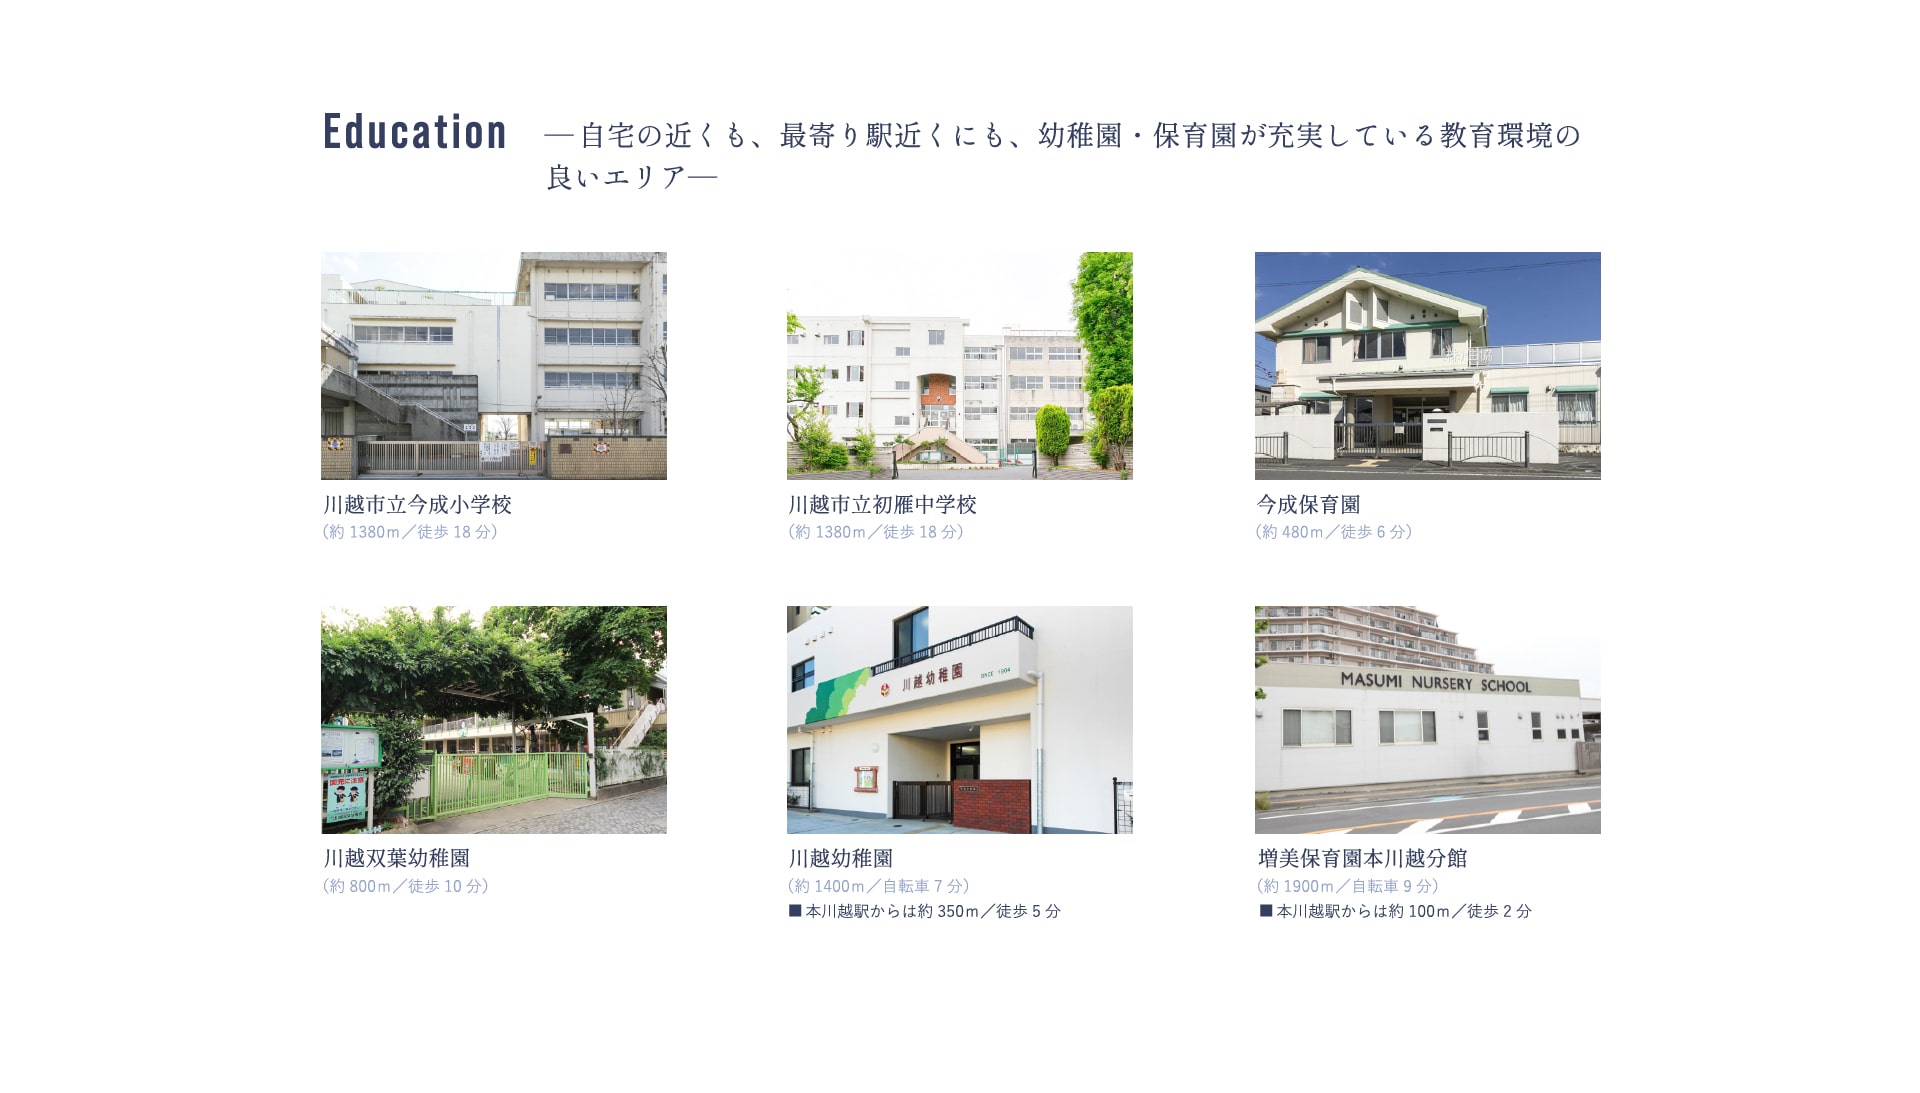 Education
— 自宅の近くも、最寄り駅近くにも、幼稚園・保育園が充実している教育環境の
良いエリア—
川越市立今成小学校
(約 1380m／徒歩 18 分)
川越市立初雁中学校
(約 1380m／徒歩 18 分)
今成保育園
(約 480m／徒歩 6 分)
川越幼稚園
SINCE 1904
MASUMI NURSERY SCHOOL
川越双葉幼稚園
(約 800m／徒歩 10 分)
川越幼稚園
(約 1400m／自転車 7 分)
■ 本川越駅からは約 350m／徒歩 5 分
増美保育園本川越分館
(約 1900m／自転車 9 分)
■ 本川越駅からは約 100m／徒歩 2 分